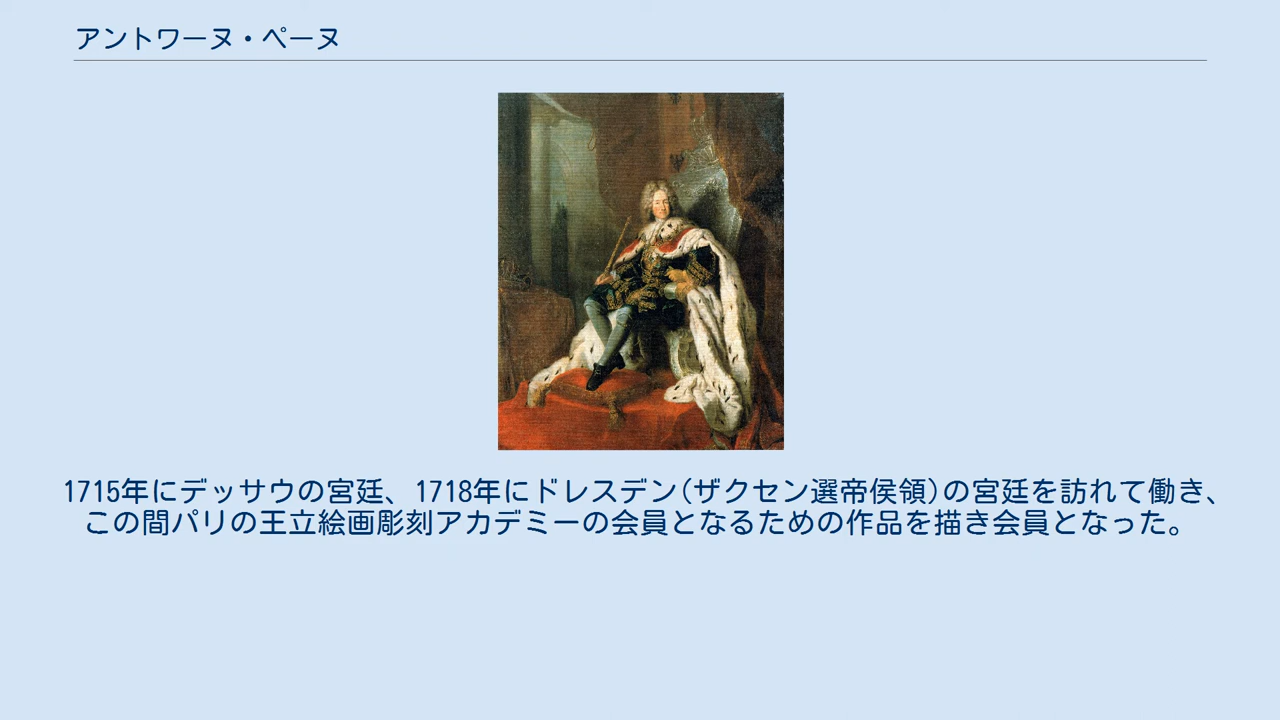 アントワーヌ・ペーヌ
1715年にデッサウの宮廷、1718年にドレスデン(ザクセン選帝侯領)の宮廷を訪れて働き、
この間パリの王立絵画彫刻アカデミーの会員となるための作品を描き会員となった。